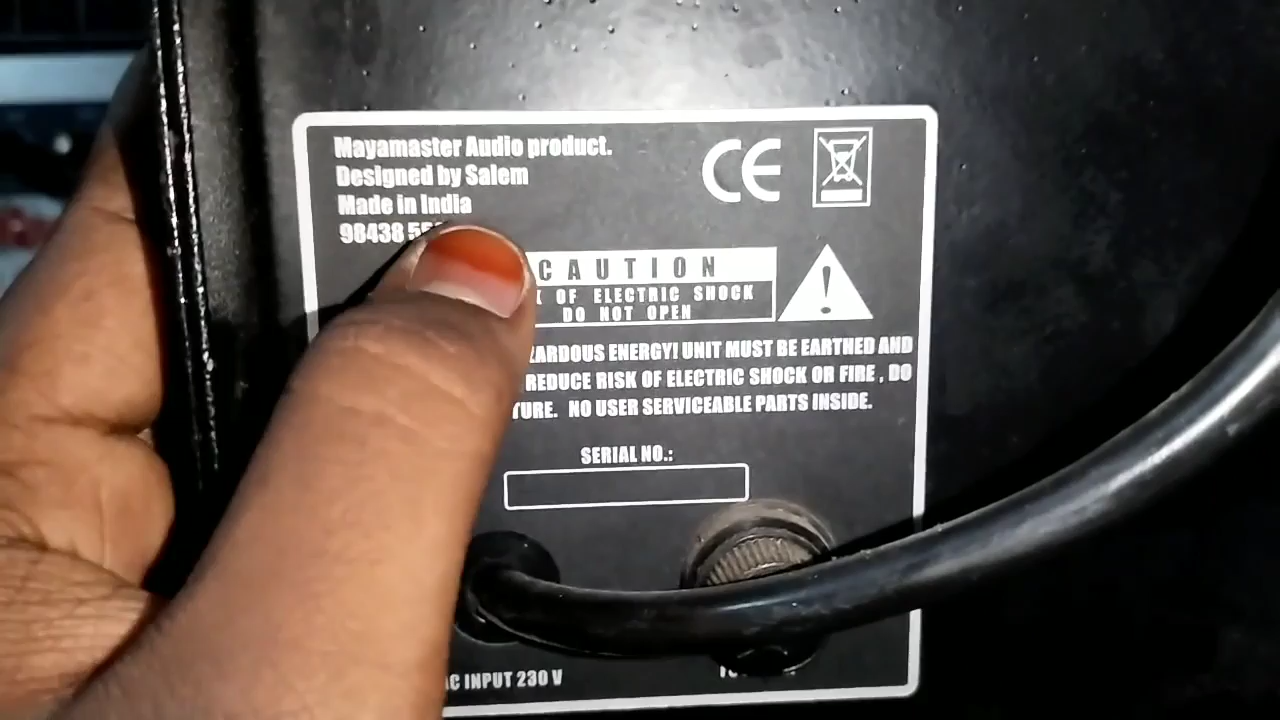 Mayamaster Audio product.
Designed by Salem
Made in India
98438
CE
CAUTION
OF ELECTRIC SHOCK
DO NOT OPEN
ENERGY! UNIT MUST BE EARTHED AND
REDUCE RISK OF ELECTRIC SHOCK OR FIRE , DO
NO USER SERVICEABLE PARTS INSIDE.
SERIAL NO.:
AC INPUT 230 V